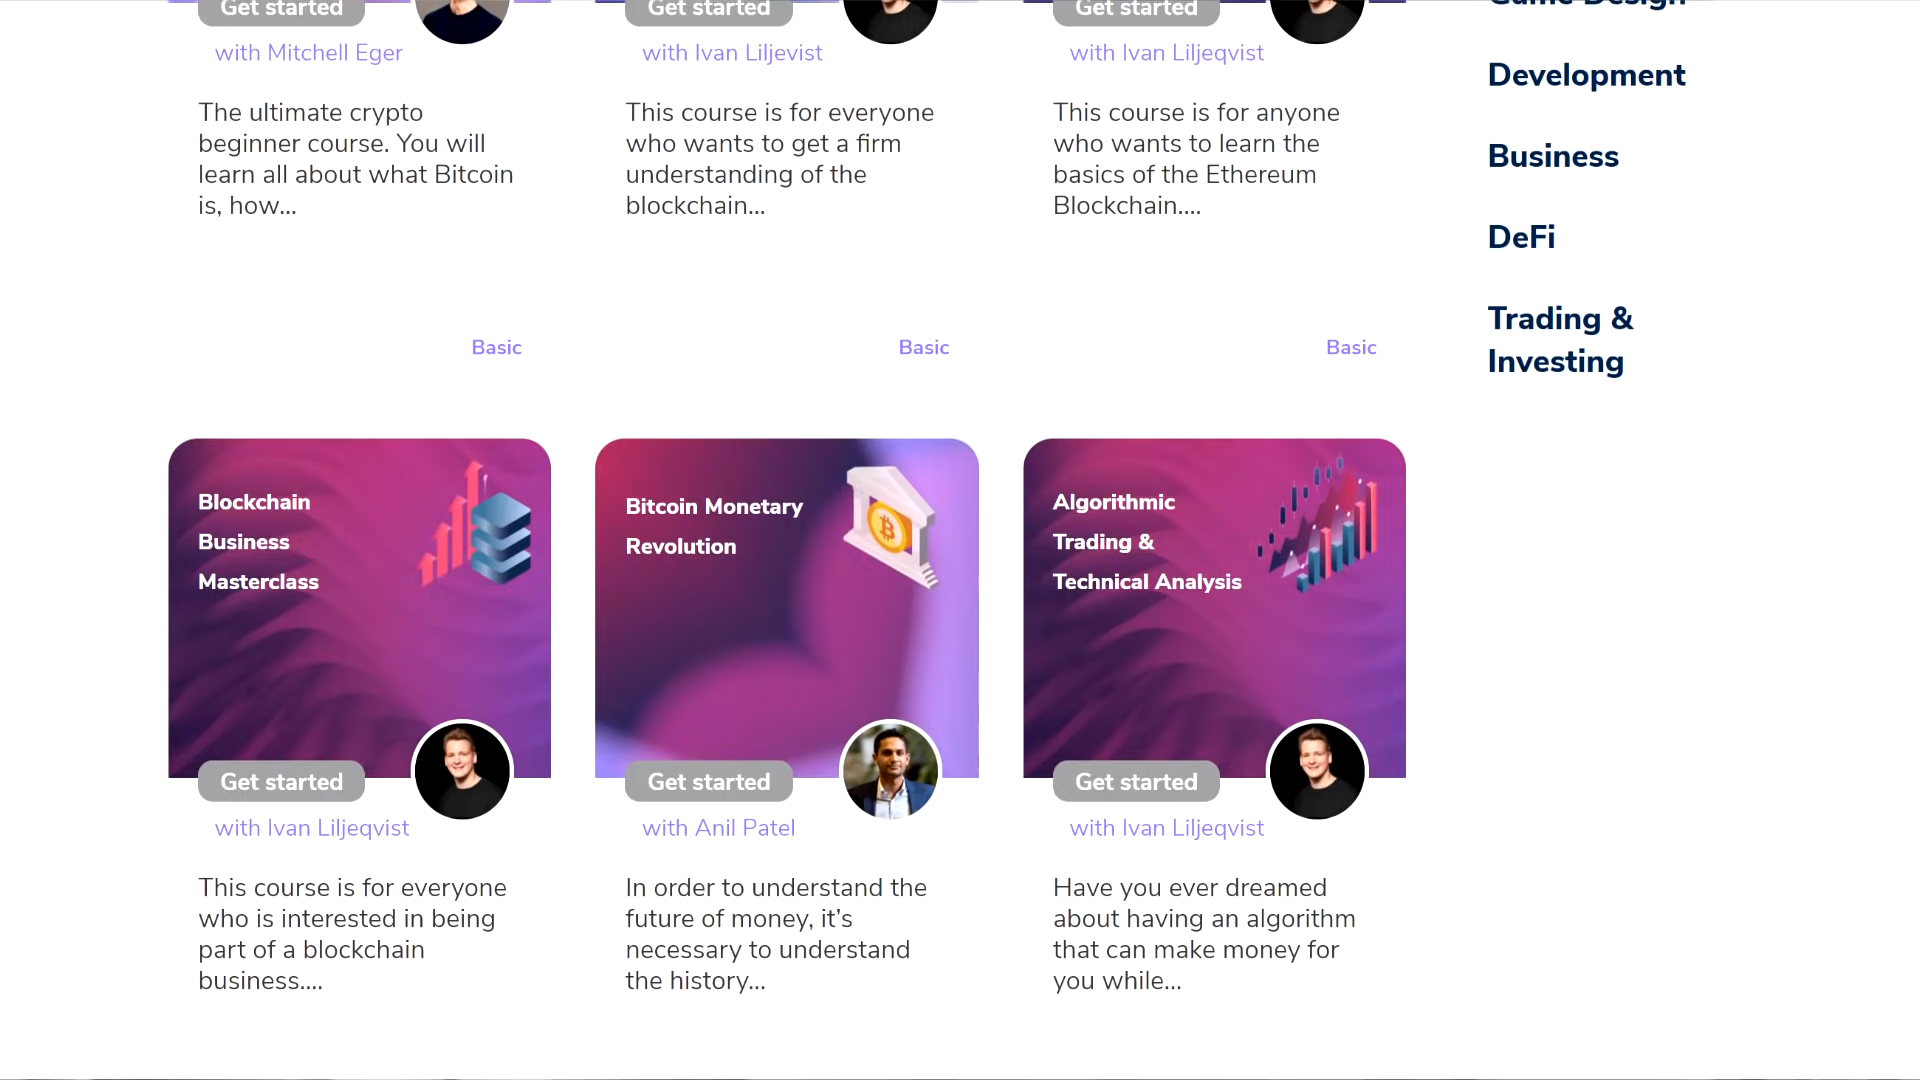 Get started
with Mitchell Eger
The ultimate crypto
beginner course. You will
learn all about what Bitcoin
is, how...
Basic
Get started
with Ivan Liljevist
This course is for everyone
who wants to get a firm
understanding of the
blockchain...
Basic
Get started
with Ivan Liljeqvist
This course is for anyone
who wants to learn the
basics of the Ethereum
Blockchain....
Basic
Game Design
Development
Business
DeFi
Trading &
Investing
Blockchain
Business
Masterclass
Get started
with Ivan Liljeqvist
This course is for everyone
who is interested in being
part of a blockchain
business....
Bitcoin Monetary
Revolution
Get started
with Anil Patel
In order to understand the
future of money, it’s
necessary to understand
the history...
Algorithmic
Trading &
Technical Analysis
Get started
with Ivan Liljeqvist
Have you ever dreamed
about having an algorithm
that can make money for
you while...